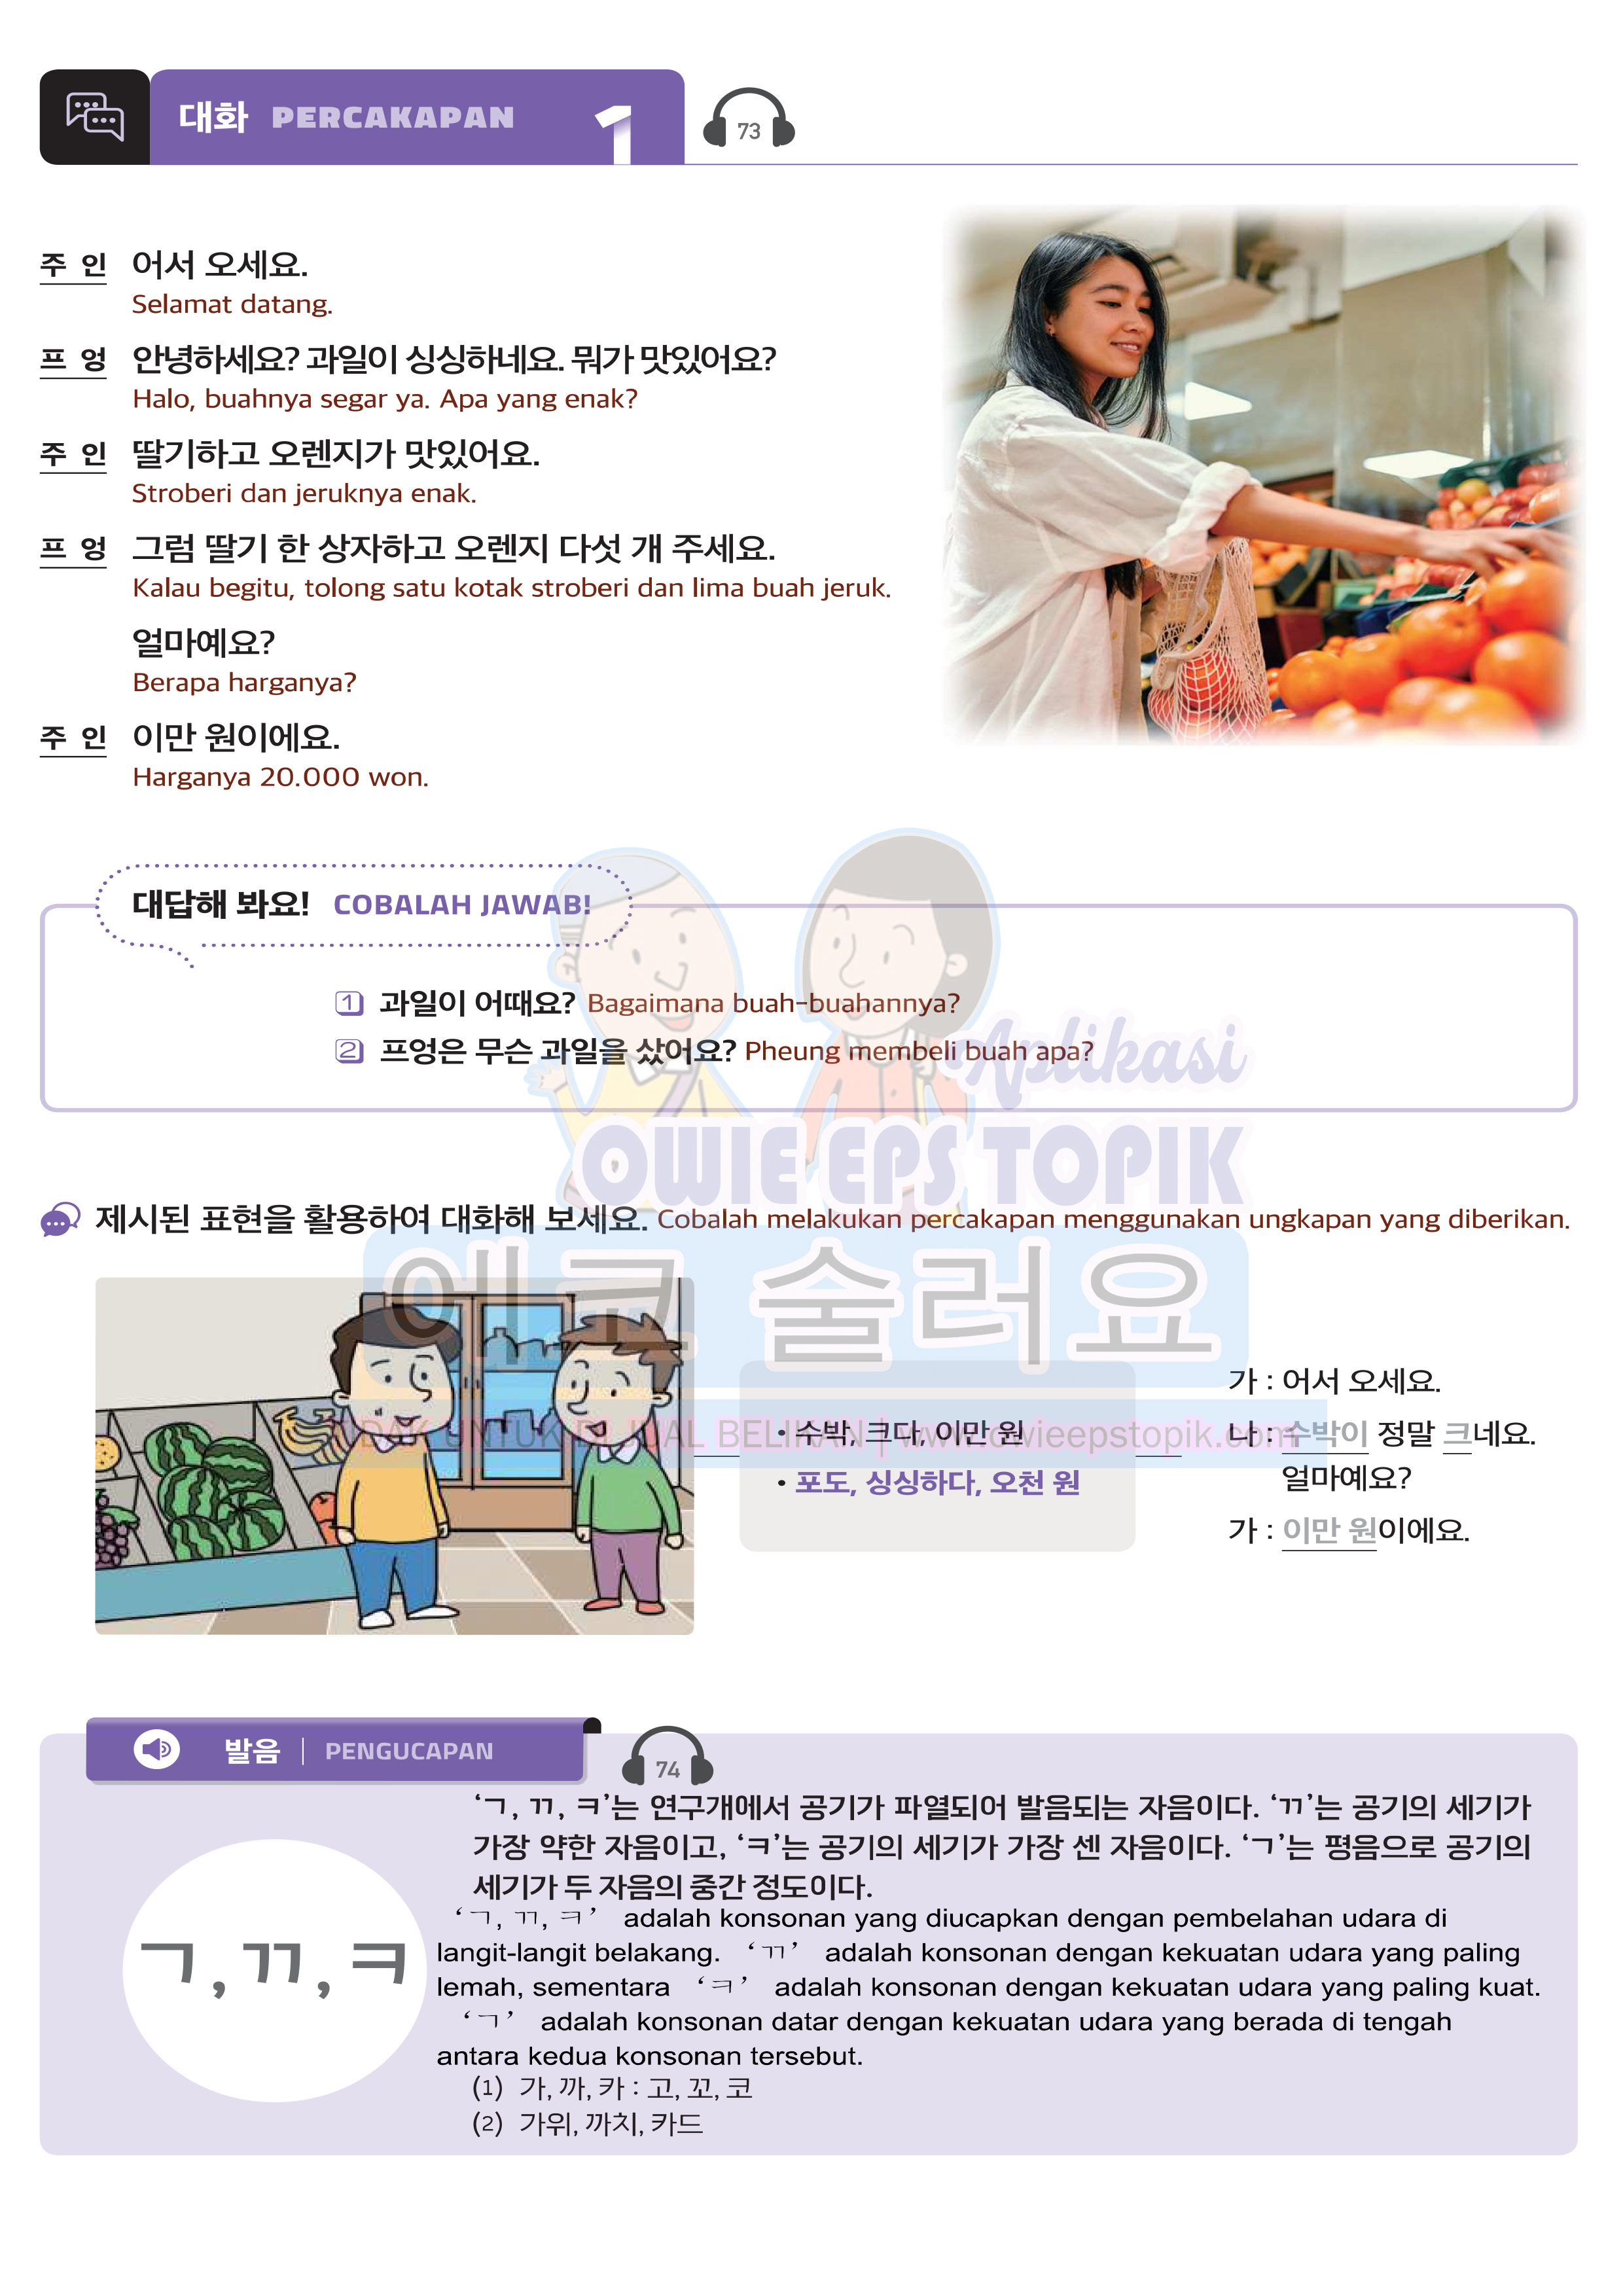 대화 PERCAKAPAN 1
73
주 인 어서 오세요.
Selamat datang.
프 엉 안녕하세요? 과일이 싱싱하네요. 뭐가 맛있어요?
Halo, buahnya segar ya. Apa yang enak?
주 인 딸기하고 오렌지가 맛있어요.
Stroberi dan jeruknya enak.
프 엉 그럼 딸기 한 상자하고 오렌지 다섯 개 주세요.
Kalau begitu, tolong satu kotak stroberi dan lima buah jeruk.
얼마예요?
Berapa harganya?
주 인 이만 원이에요.
Harganya 20.000 won.
대답해 봐요! COBALAH JAWAB!
1 과일이 어때요? Bagaimana buah-buahannya?
2 프엉은 무슨 과일을 샀어요? Pheung membeli buah apa?
Aplikasi
OWIE EPS TOPIK
제시된 표현을 활용하여 대화해 보세요. Cobalah melakukan percakapan menggunakan ungkapan yang diberikan.
에코 술러요
TIDAK UNTUK DI JUAL BELIKAN | www.owieepstopik.com
• 수박, 크다, 이만 원
• 포도, 싱싱하다, 오천 원
가 : 어서 오세요.
나 : 수박이 정말 크네요.
얼마예요?
가 : 이만 원이에요.
발음 | PENGUCAPAN
74
ㄱ, ㄲ, ㅋ
‘ㄱ, ㄲ, ㅋ’는 연구개에서 공기가 파열되어 발음되는 자음이다. ‘ㄲ’는 공기의 세기가
가장 약한 자음이고, ‘ㅋ’는 공기의 세기가 가장 센 자음이다. ‘ㄱ’는 평음으로 공기의
세기가 두 자음의 중간 정도이다.
‘ㄱ, ㄲ, ㅋ’ adalah konsonan yang diucapkan dengan pembelahan udara di
langit-langit belakang. ‘ㄲ’ adalah konsonan dengan kekuatan udara yang paling
lemah, sementara ‘ㅋ’ adalah konsonan dengan kekuatan udara yang paling kuat.
‘ㄱ’ adalah konsonan datar dengan kekuatan udara yang berada di tengah
antara kedua konsonan tersebut.
(1) 가, 까, 카 : 고, 꼬, 코
(2) 가위, 까치, 카드